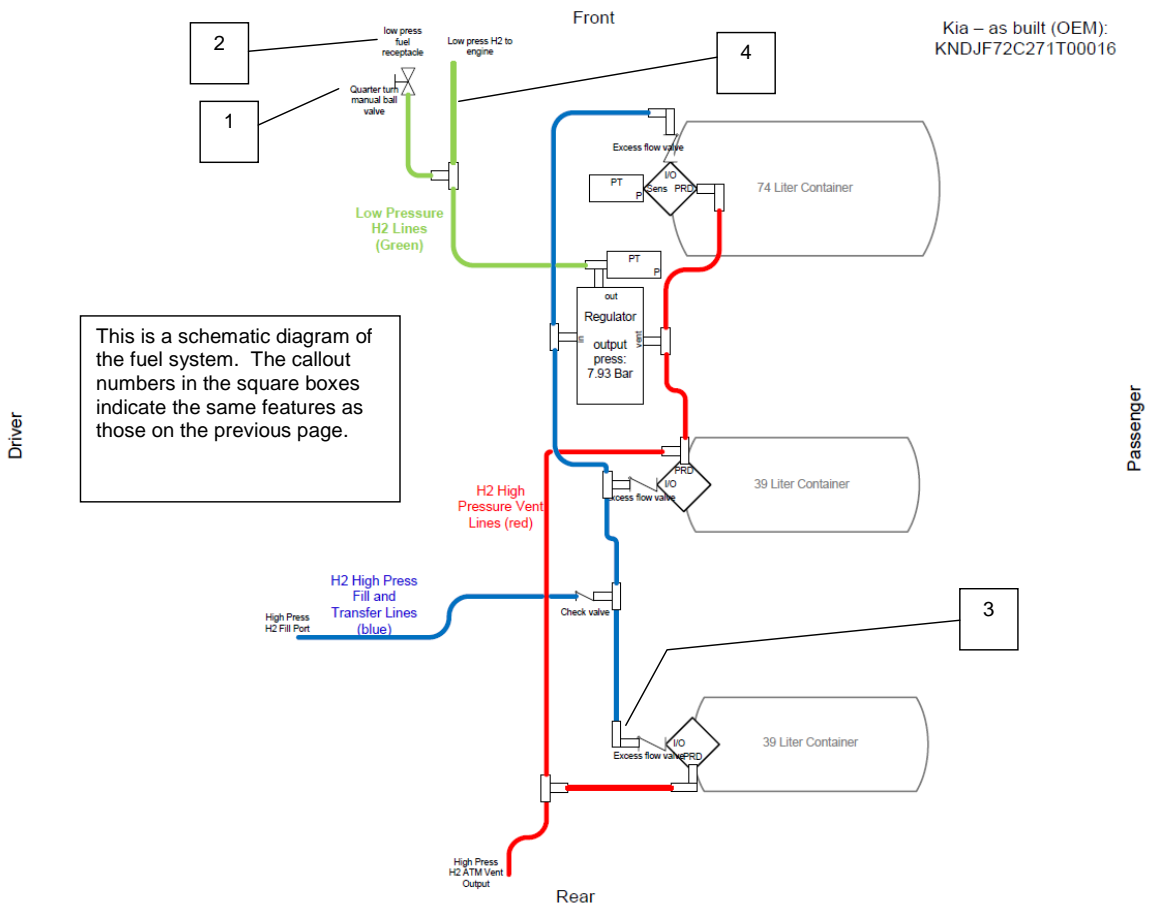 Front
Kia – as built (OEM):
KNDJF72C271T00016
2
low press
fuel
receptacle
Low press H2 to
engine
4
1
Quarter turn
manual ball
valve
Excess flow valve
I/O
Sens
PRD
PT
P
74 Liter Container
Low Pressure
H2 Lines
(Green)
PT
P
out
Regulator
in
vent
output
press:
7.93 Bar
This is a schematic diagram of
the fuel system. The callout
numbers in the square boxes
indicate the same features as
those on the previous page.
Driver
Passenger
PRD
I/O
Excess flow valve
39 Liter Container
H2 High
Pressure Vent
Lines (red)
H2 High Press
Fill and
Transfer Lines
(blue)
High Press
H2 Fill Port
Check valve
3
I/O
Excess flow valve
PRD
39 Liter Container
High Press
H2 ATM Vent
Output
Rear